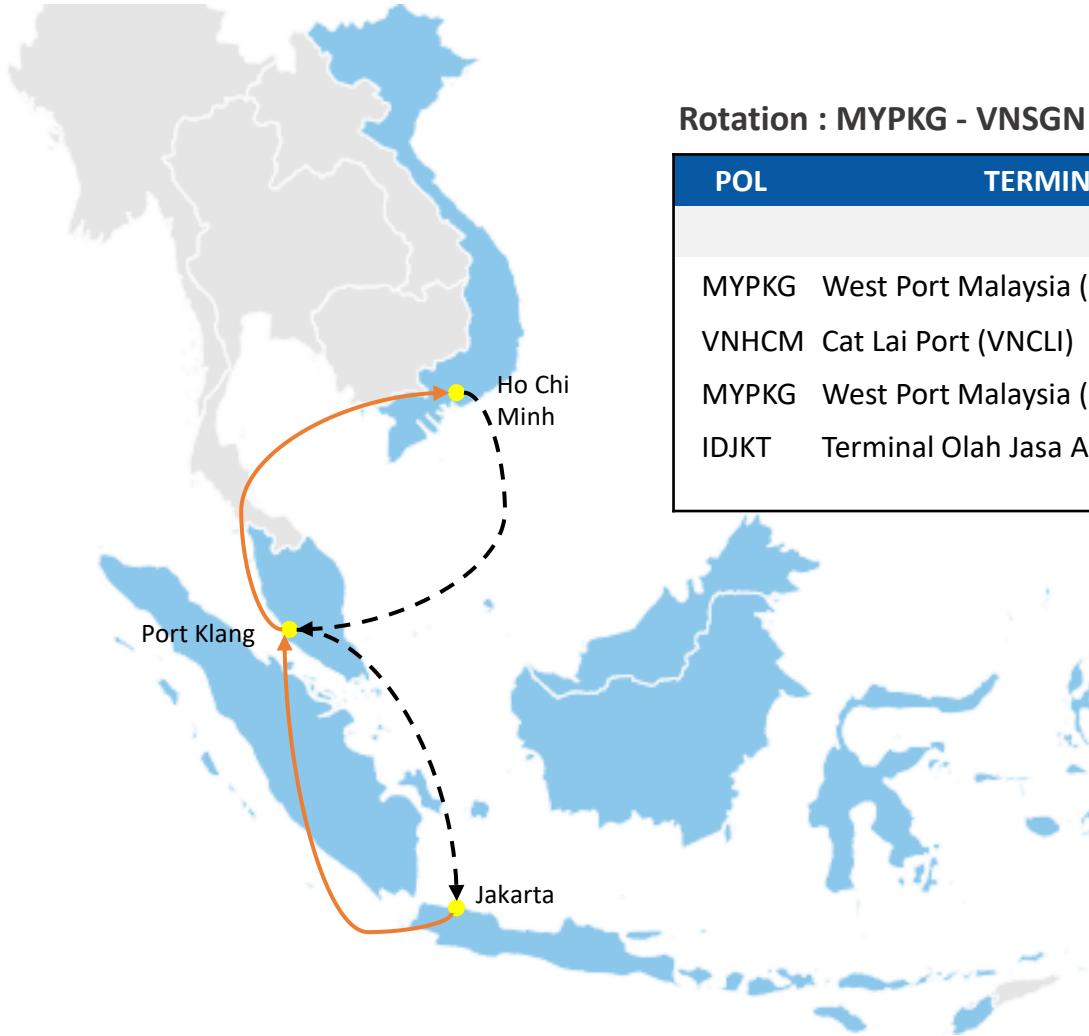 Rotation : MYPKG - VNSGN
POL TERMIN
MYPKG West Port Malaysia (
VNHCM Cat Lai Port (VNCLI)
MYPKG West Port Malaysia (
IDJKT Terminal Olah Jasa A
Ho Chi
Minh
Port Klang
Jakarta